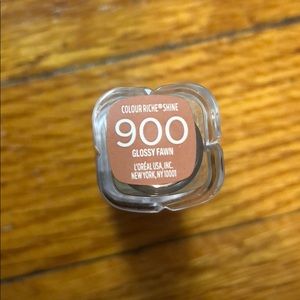 COLOUR RICHE® SHINE
900
GLOSSY FAWN
L'ORÉAL USA, INC.
NEW YORK, NY 10001